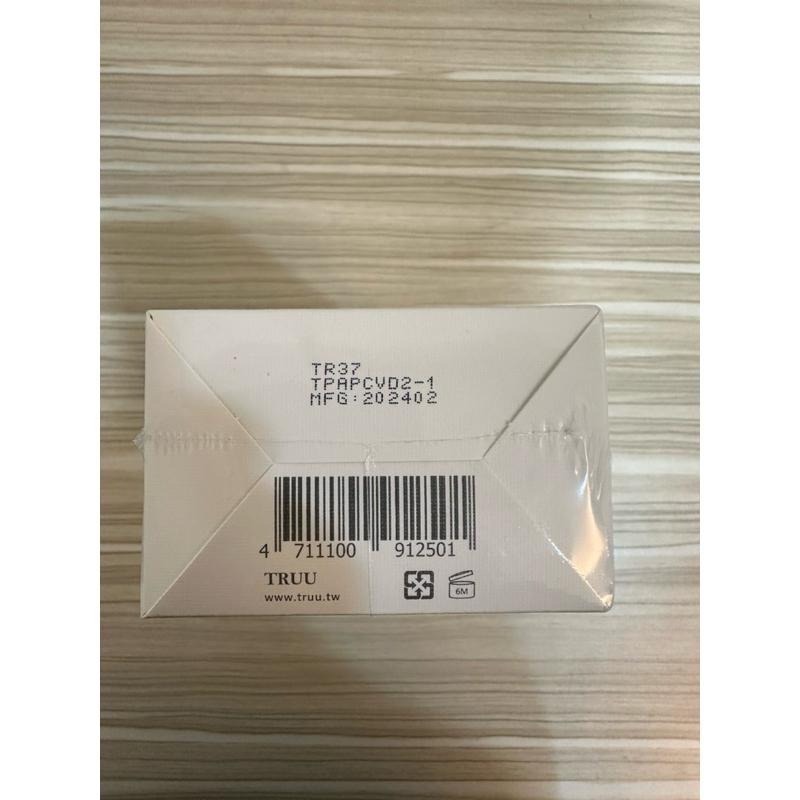 TR37
TPAPCVD2-1
MFG:202402
4 711100 912501
TRUU
www.truu.tw
6M